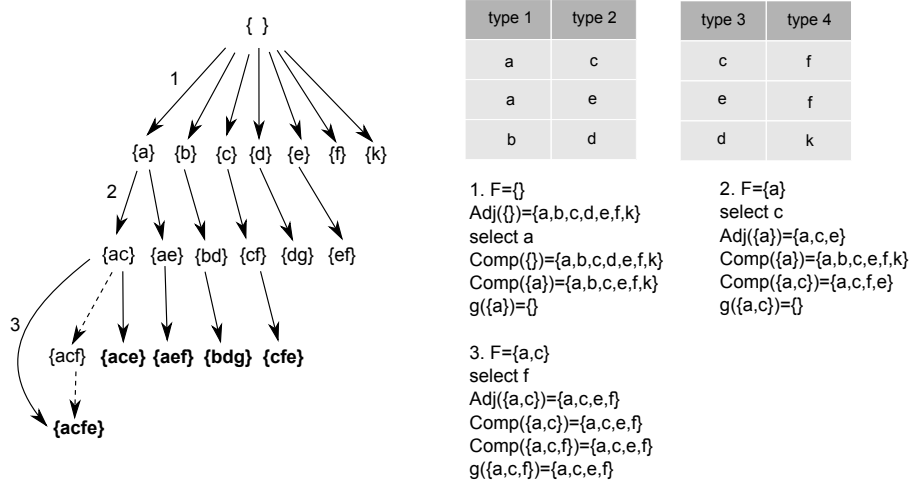 { }
1
{a} {b} {c} {d} {e} {f} {k}
2
{ac} {ae} {bd} {cf} {dg} {ef}
3
{acf} {ace} {aef} {bdg} {cfe}
{acfe}
type 1 type 2
a c
a e
b d
type 3 type 4
c f
e f
d k
1. F={}
Adj({})={a,b,c,d,e,f,k}
select a
Comp({})={a,b,c,d,e,f,k}
Comp({a})={a,b,c,e,f,k}
g({a})={}
2. F={a}
select c
Adj({a})={a,c,e}
Comp({a})={a,b,c,e,f,k}
Comp({a,c})={a,c,f,e}
g({a,c})={}
3. F={a,c}
select f
Adj({a,c})={a,c,e,f}
Comp({a,c})={a,c,e,f}
Comp({a,c,f})={a,c,e,f}
g({a,c,f})={a,c,e,f}